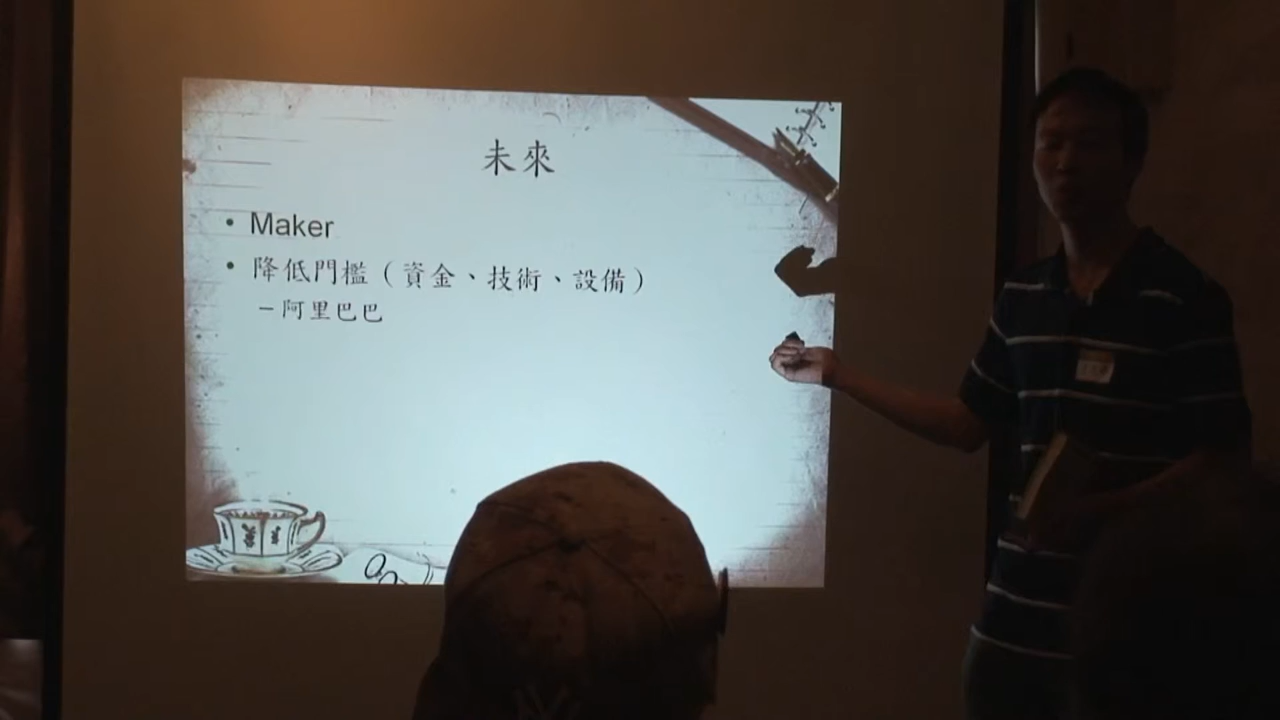 未來
• Maker
• 降低門檻（資金、技術、設備）
– 阿里巴巴